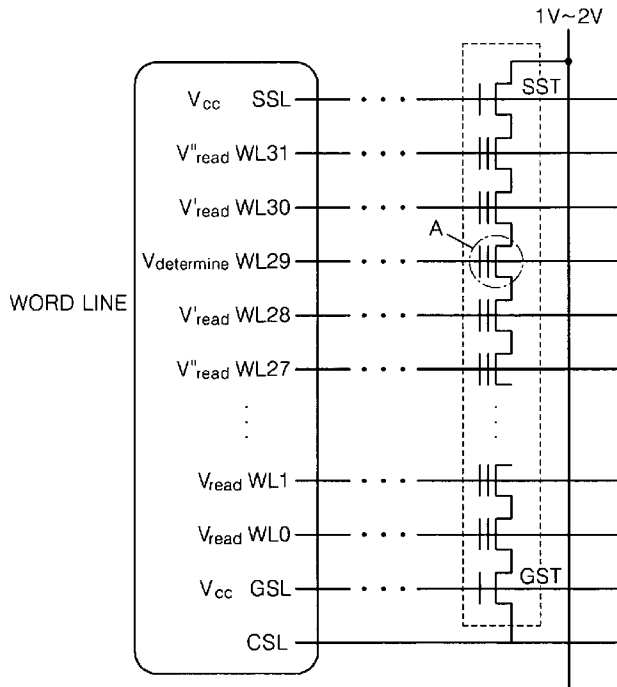 1V~2V
SST
Vcc SSL
V"read WL31
V'read WL30
A
Vdetermine WL29
WORD LINE
V'read WL28
V"read WL27
Vread WL1
Vread WL0
GST
Vcc GSL
CSL